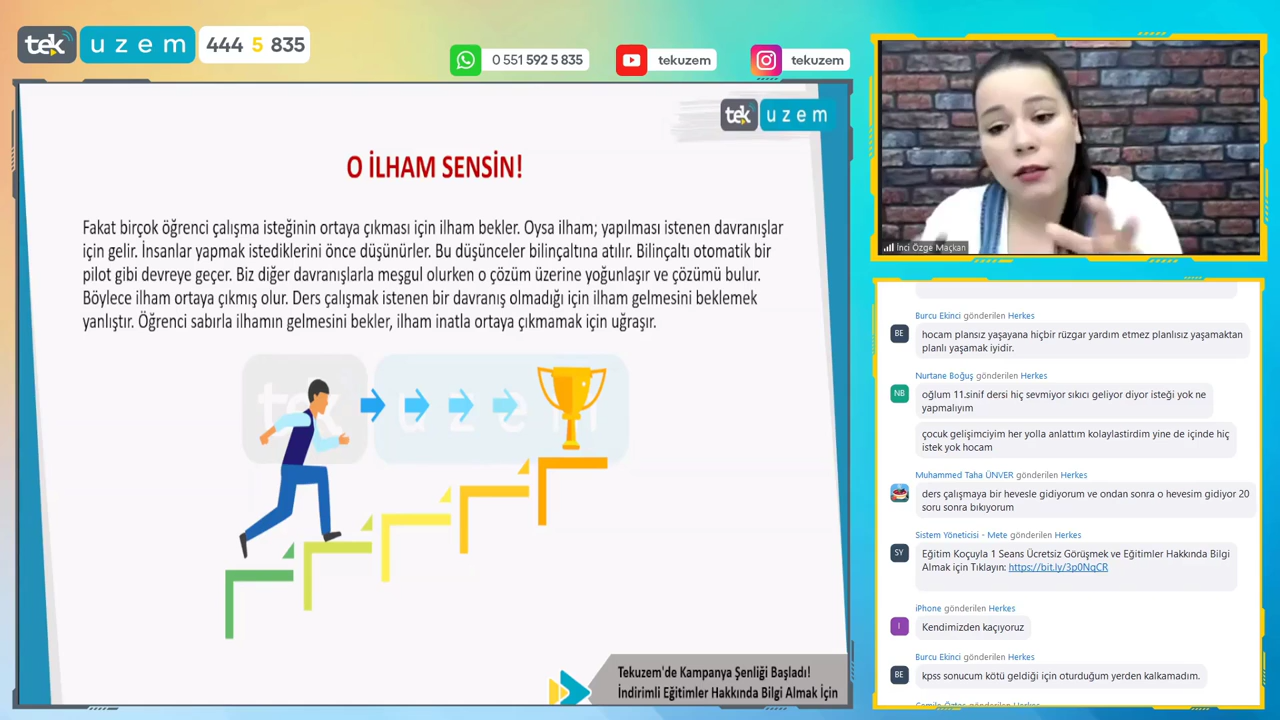 tek uzem 444 5 835
0 551 592 5 835
tekuzem
tekuzem
tek uzem
O İLHAM SENSİN!
Fakat birçok öğrenci çalışma isteğinin ortaya çıkması için ilham bekler. Oysa ilham; yapılması istenen davranışlar
için gelir. İnsanlar yapmak istediklerini önce düşünürler. Bu düşünceler bilinçaltına atılır. Bilinçaltı otomatik bir
pilot gibi devreye geçer. Biz diğer davranışlarla meşgul olurken o çözüm üzerine yoğunlaşır ve çözümü bulur.
Böylece ilham ortaya çıkmış olur. Ders çalışmak istenen bir davranış olmadığı için ilham gelmesini beklemek
yanlıştır. Öğrenci sabırla ilhamın gelmesini bekler, ilham inatla ortaya çıkmamak için uğraşır.
tek uzem
Tekuzem'de Kampanya Şenliği Başladı!
İndirimli Eğitimler Hakkında Bilgi Almak İçin
İnci Özge Maçkan
Burcu Ekinci gönderilen Herkes
BE
hocam plansız yaşayana hiçbir rüzgar yardım etmez planlısız yaşamaktan
planlı yaşamak iyidir.
Nurtane Boğuş gönderilen Herkes
NB
oğlum 11.sinif dersi hiç sevmiyor sıkıcı geliyor diyor isteği yok ne
yapmalıyım
çocuk gelişimciyim her yolla anlattım kolaylastirdim yine de içinde hiç
istek yok hocam
Muhammed Taha ÜNVER gönderilen Herkes
ders çalışmaya bir hevesle gidiyorum ve ondan sonra o hevesim gidiyor 20
soru sonra bıkıyorum
Sistem Yöneticisi - Mete gönderilen Herkes
SY
Eğitim Koçuyla 1 Seans Ücretsiz Görüşmek ve Eğitimler Hakkında Bilgi
Almak için Tıklayın: https://bit.ly/3p0NqCR
iPhone gönderilen Herkes
I
Kendimizden kaçıyoruz
Burcu Ekinci gönderilen Herkes
BE
kpss sonucum kötü geldiği için oturduğum yerden kalkamadım.